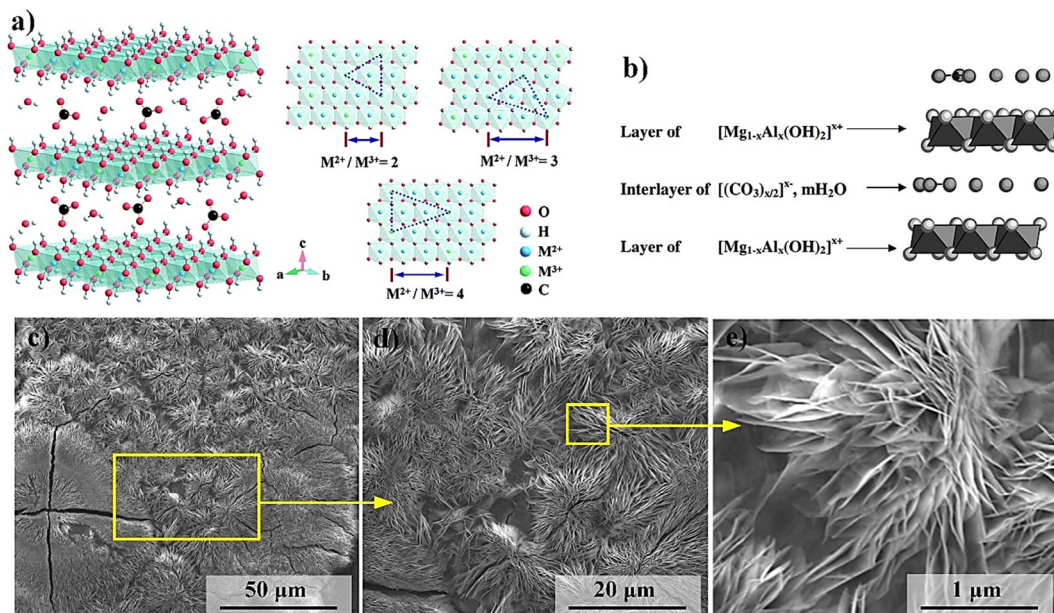 a)
M²⁺ / M³⁺= 2
M²⁺ / M³⁺= 3
M²⁺ / M³⁺= 4
O
H
M²⁺
M³⁺
C
c
a
b
b)
Layer of [Mg₁₋ₓAlₓ(OH)₂]ˣ⁺
Interlayer of [(CO₃)ₓ/₂]ˣ⁻, mH2O
Layer of [Mg₁₋ₓAlₓ(OH)₂]ˣ⁺
c)
50 µm
d)
20 µm
e)
1 µm